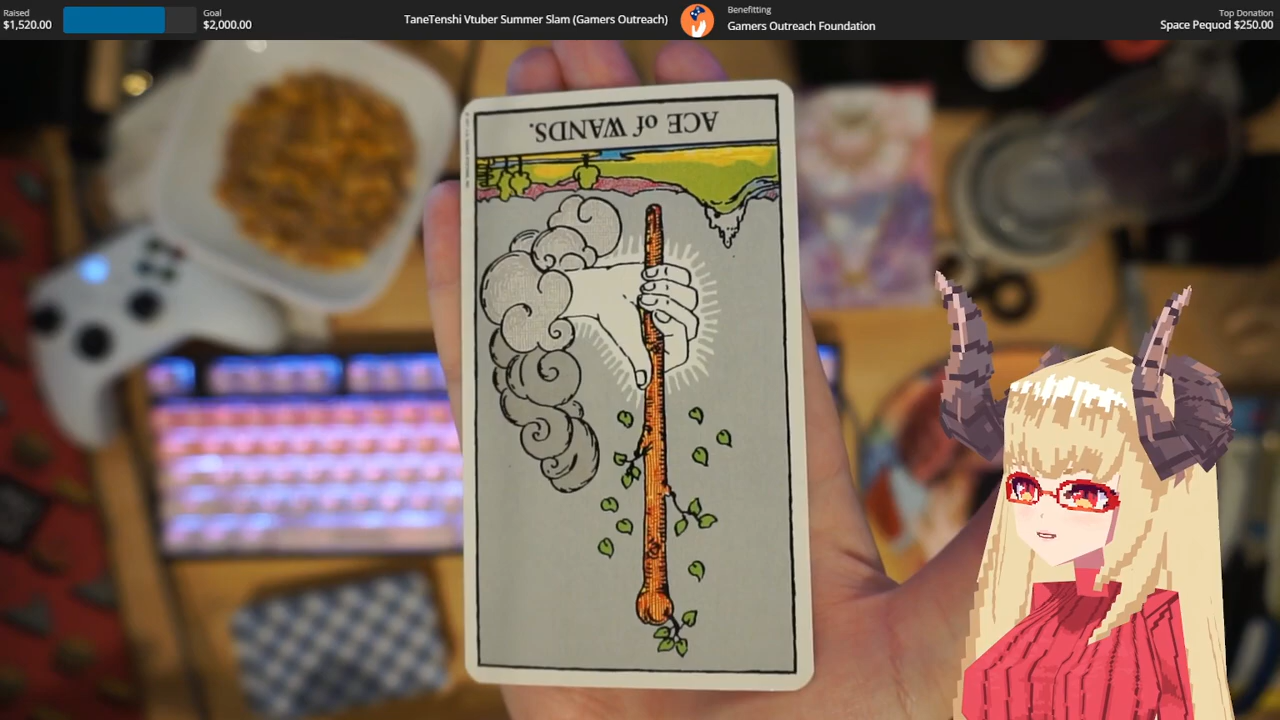 Raised
$1,520.00
Goal
$2,000.00
TaneTenshi Vtuber Summer Slam (Gamers Outreach)
Benefitting
Gamers Outreach Foundation
Top Donation
Space Pequod $250.00
ACE of WANDS.